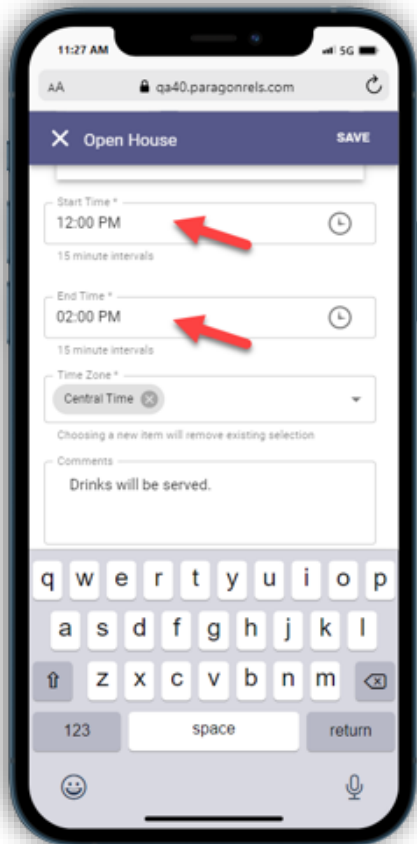 11:27 AM
5G
AA qa40.paragonrels.com
Open House SAVE
Start Time *
12:00 PM
15 minute intervals
End Time *
02:00 PM
15 minute intervals
Time Zone *
Central Time
Choosing a new item will remove existing selection
Comments
Drinks will be served.
q w e r t y u i o p
a s d f g h j k l
z x c v b n m
123 space return